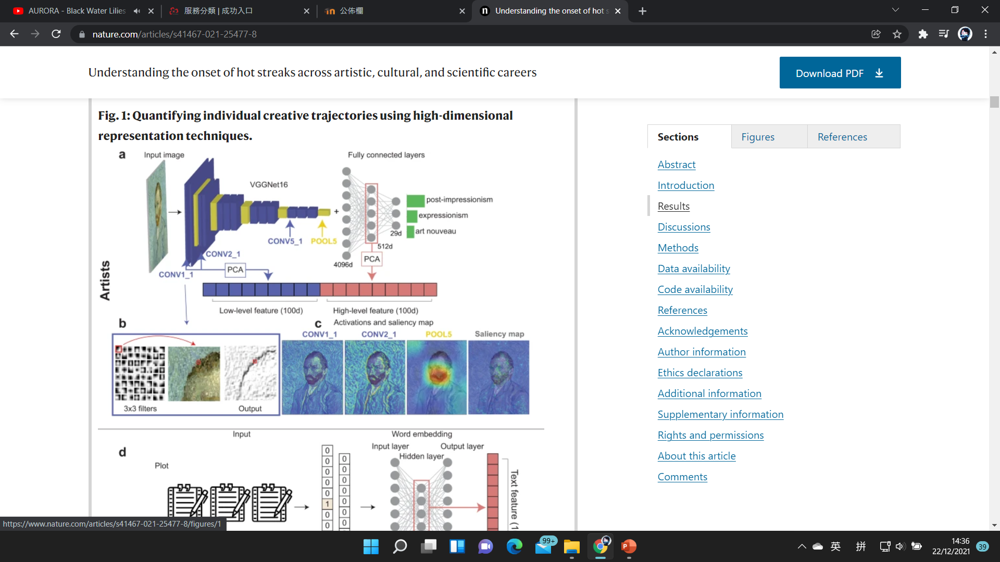 AURORA - Black Water Lilies
服務分類 | 成功入口
公佈欄
Understanding the onset of hot s
nature.com/articles/s41467-021-25477-8
Understanding the onset of hot streaks across artistic, cultural, and scientific careers
Download PDF
Fig. 1: Quantifying individual creative trajectories using high-dimensional
representation techniques.
a
Input image
Fully connected layers
VGGNet16
post-impressionism
expressionism
art nouveau
+
29d
CONV5_1
POOL5
512d
CONV2_1
PCA
4096d
PCA
CONV1_1
Artists
Low-level feature (100d)
High-level feature (100d)
b
c
Activations and saliency map
CONV1_1
CONV2_1
POOL5
Saliency map
3x3 filters
Output
Input
Word embedding
d
Input layer
Output layer
Hidden layer
Plot
0
0
0
0
0
1
0
0
0
0
0
0
0
0
0
Text feature (1
Sections
Figures
References
Abstract
Introduction
Results
Discussions
Methods
Data availability
Code availability
References
Acknowledgements
Author information
Ethics declarations
Additional information
Supplementary information
Rights and permissions
About this article
Comments
https://www.nature.com/articles/s41467-021-25477-8/figures/1
99+
英
拼
14:36
22/12/2021
39